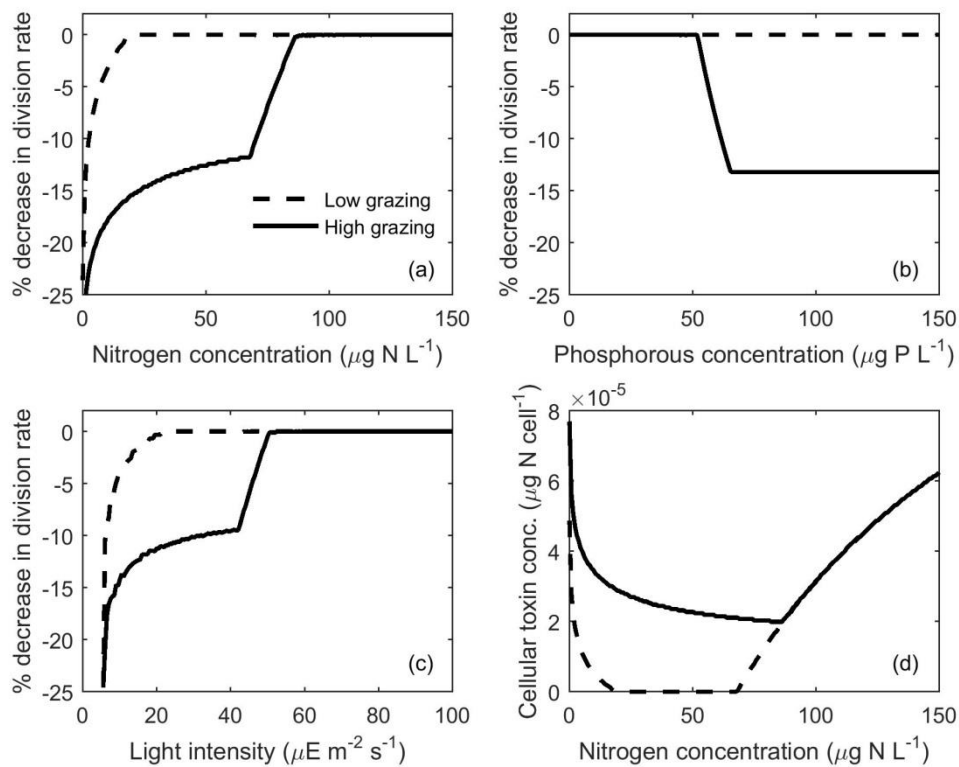 % decrease in division rate
0
-5
-10
-15
-20
-25
0 50 100 150
Nitrogen concentration (μg N L⁻¹)
Low grazing
High grazing
(a)
% decrease in division rate
0
-5
-10
-15
-20
-25
0 50 100 150
Phosphorous concentration (μg P L⁻¹)
(b)
% decrease in division rate
0
-5
-10
-15
-20
-25
0 20 40 60 80 100
Light intensity (μE m⁻² s⁻¹)
(c)
Cellular toxin conc. (μg N cell⁻¹)
×10⁻⁵
8
6
4
2
0
0 50 100 150
Nitrogen concentration (μg N L⁻¹)
(d)